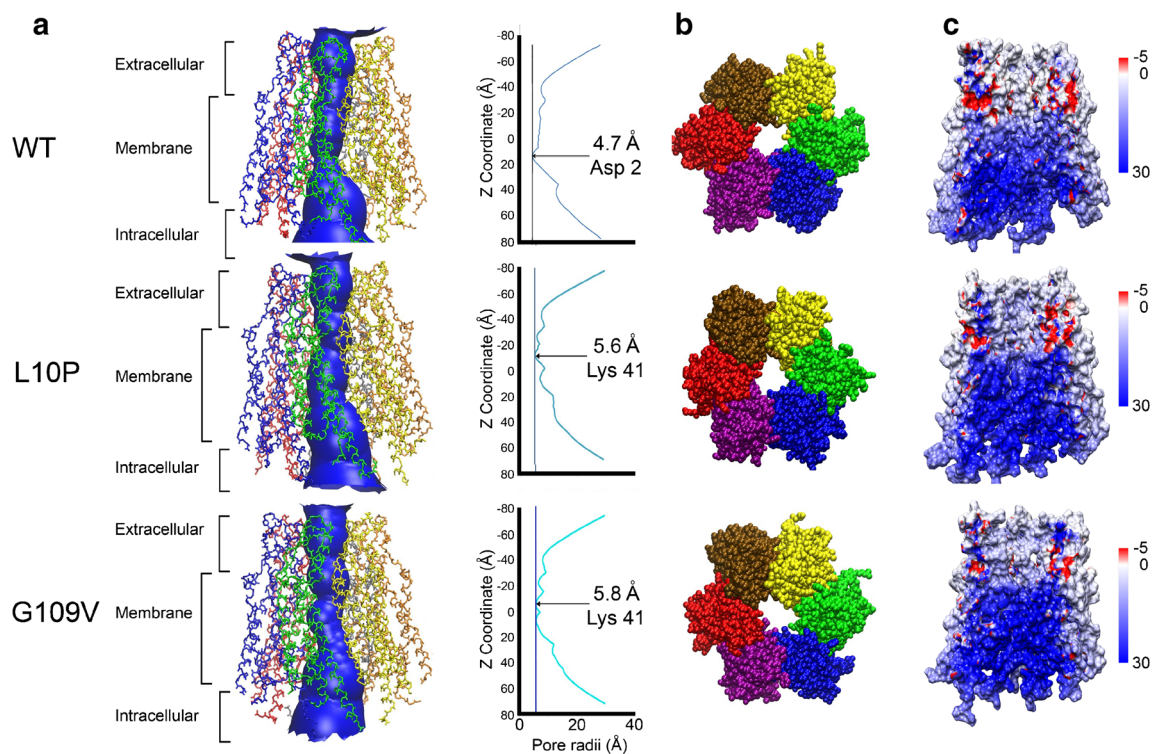 a
b
c
WT
Extracellular
Membrane
Intracellular
Z Coordinate (Å)
-80
-60
-40
-20
0
20
40
60
80
4.7 Å
Asp 2
-5
0
30
L10P
Extracellular
Membrane
Intracellular
Z Coordinate (Å)
-80
-60
-40
-20
0
20
40
60
80
5.6 Å
Lys 41
-5
0
30
G109V
Extracellular
Membrane
Intracellular
Z Coordinate (Å)
-80
-60
-40
-20
0
20
40
60
80
5.8 Å
Lys 41
0
20
40
Pore radii (Å)
-5
0
30